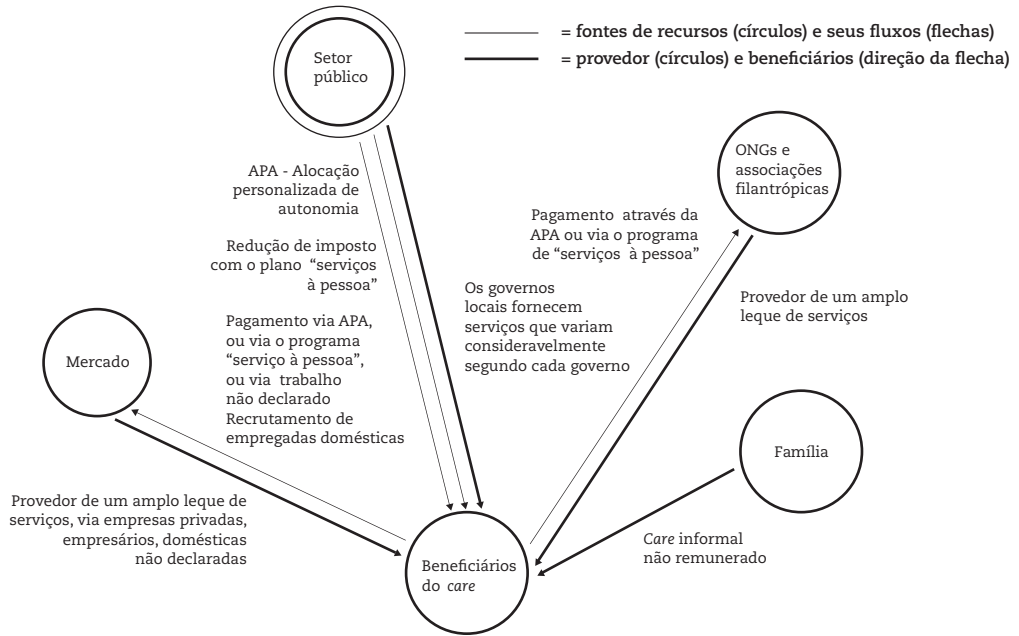 Setor
público
= fontes de recursos (círculos) e seus fluxos (flechas)
= provedor (círculos) e beneficiários (direção da flecha)
APA - Alocação
personalizada de
autonomia
Redução de imposto
com o plano “serviços
à pessoa”
Pagamento via APA,
ou via o programa
“serviço à pessoa”,
ou via trabalho
não declarado
Recrutamento de
empregadas domésticas
Os governos
locais fornecem
serviços que variam
consideravelmente
segundo cada governo
Pagamento através da
APA ou via o programa
de “serviços à pessoa”
ONGs e
associações
filantrópicas
Provedor de um amplo
leque de serviços
Mercado
Família
Provedor de um amplo leque de
serviços, via empresas privadas,
empresários, domésticas
não declaradas
Beneficiários
do care
Care informal
não remunerado